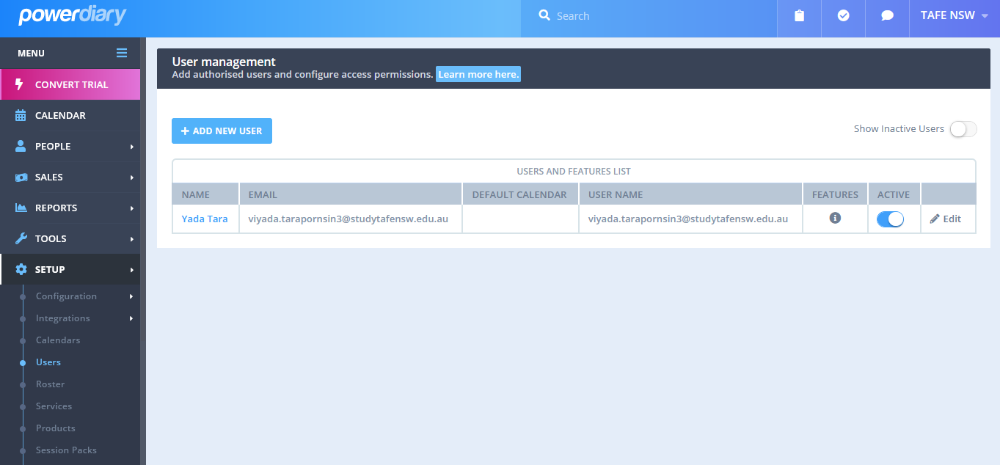 powerdiary
Search
TAFE NSW
MENU
CONVERT TRIAL
CALENDAR
PEOPLE
SALES
REPORTS
TOOLS
SETUP
Configuration
Integrations
Calendars
Users
Roster
Services
Products
Session Packs
User management
Add authorised users and configure access permissions. Learn more here.
+ ADD NEW USER
Show Inactive Users
USERS AND FEATURES LIST
NAME EMAIL DEFAULT CALENDAR USER NAME FEATURES ACTIVE
Yada Tara viyada.tarapornsin3@studytafensw.edu.au viyada.tarapornsin3@studytafensw.edu.au Edit